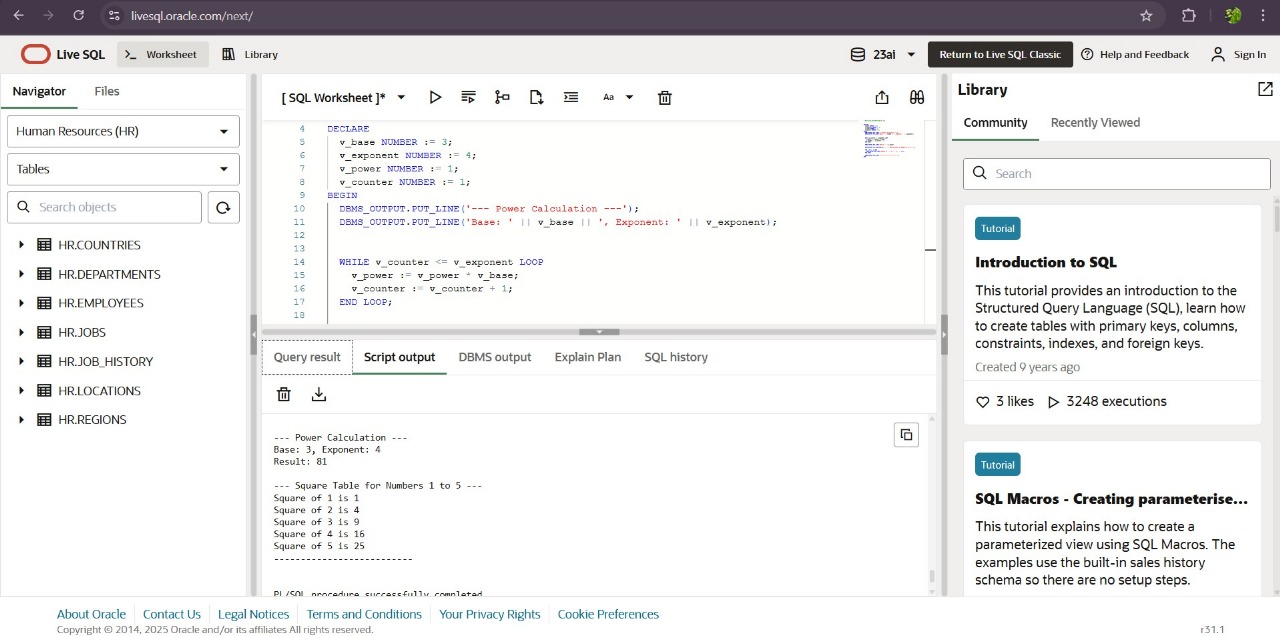 livesql.oracle.com/next/
Live SQL
>_ Worksheet
Library
23ai
Return to Live SQL Classic
Help and Feedback
Sign In
Navigator
Files
Human Resources (HR)
Tables
Search objects
HR.COUNTRIES
HR.DEPARTMENTS
HR.EMPLOYEES
HR.JOBS
HR.JOB_HISTORY
HR.LOCATIONS
HR.REGIONS
[ SQL Worksheet ]*
Aa
4 DECLARE
5 v_base NUMBER := 3;
6 v_exponent NUMBER := 4;
7 v_power NUMBER := 1;
8 v_counter NUMBER := 1;
9 BEGIN
10 DBMS_OUTPUT.PUT_LINE('--- Power Calculation ---');
11 DBMS_OUTPUT.PUT_LINE('Base: ' || v_base || ', Exponent: ' || v_exponent);
12
13
14 WHILE v_counter <= v_exponent LOOP
15 v_power := v_power * v_base;
16 v_counter := v_counter + 1;
17 END LOOP;
18
Query result
Script output
DBMS output
Explain Plan
SQL history
--- Power Calculation ---
Base: 3, Exponent: 4
Result: 81
--- Square Table for Numbers 1 to 5 ---
Square of 1 is 1
Square of 2 is 4
Square of 3 is 9
Square of 4 is 16
Square of 5 is 25
-------------------------
PL/SQL procedure successfully completed
Library
Community
Recently Viewed
Search
Tutorial
Introduction to SQL
This tutorial provides an introduction to the
Structured Query Language (SQL), learn how
to create tables with primary keys, columns,
constraints, indexes, and foreign keys.
Created 9 years ago
3 likes
3248 executions
Tutorial
SQL Macros - Creating parameterise...
This tutorial explains how to create a
parameterized view using SQL Macros. The
examples use the built-in sales history
schema so there are no setup steps.
About Oracle
Contact Us
Legal Notices
Terms and Conditions
Your Privacy Rights
Cookie Preferences
Copyright © 2014, 2025 Oracle and/or its affiliates All rights reserved.
r31.1